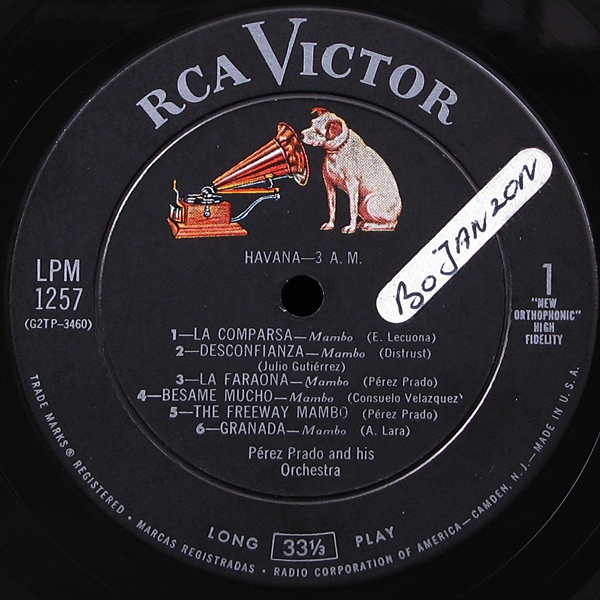 RCA VICTOR
HAVANA—3 A.M.
BO JANZON
LPM
1257
(G2TP-3460)
1
"NEW
ORTHOPHONIC"
HIGH
FIDELITY
1—LA COMPARSA—Mambo (E. Lecuona)
2—DESCONFIANZA—Mambo (Distrust)
(Julio Gutiérrez)
3—LA FARAONA—Mambo (Pérez Prado)
4—BESAME MUCHO—Mambo (Consuelo Velazquez)
5—THE FREEWAY MAMBO (Pérez Prado)
6—GRANADA—Mambo (A. Lara)
Pérez Prado and his
Orchestra
LONG 33⅓ PLAY
TRADE MARKS® REGISTERED • MARCAS REGISTRADAS • RADIO CORPORATION OF AMERICA—CAMDEN, N.J.—MADE IN U.S.A.